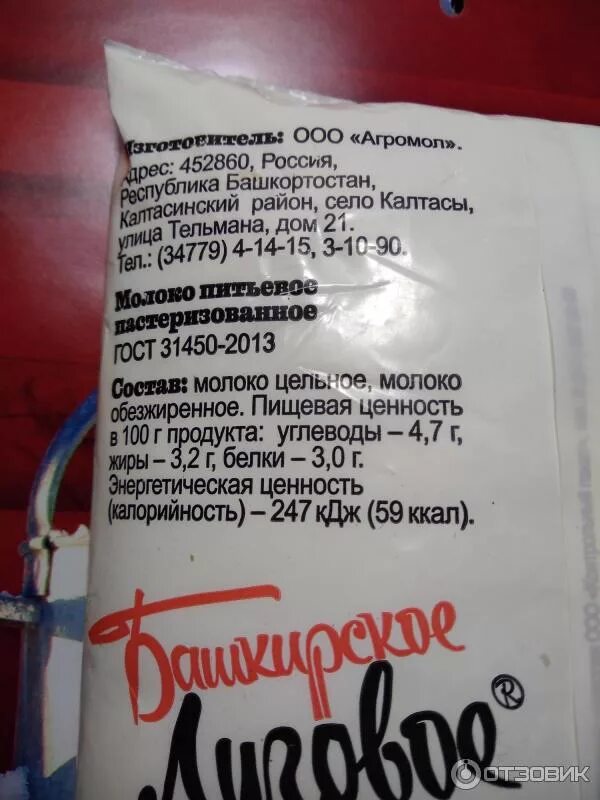 Изготовитель: ООО «Агромол».
Адрес: 452860, Россия,
Республика Башкортостан,
Калтасинский район, село Калтасы,
улица Тельмана, дом 21.
Тел.: (34779) 4-14-15, 3-10-90.
Молоко питьевое
пастеризованное
ГОСТ 31450-2013
Состав: молоко цельное, молоко
обезжиренное. Пищевая ценность
в 100 г продукта: углеводы – 4,7 г,
жиры – 3,2 г, белки – 3,0 г.
Энергетическая ценность
(калорийность) – 247 кДж (59 ккал).
Башкирское
Луговое®
ОТЗОВИК